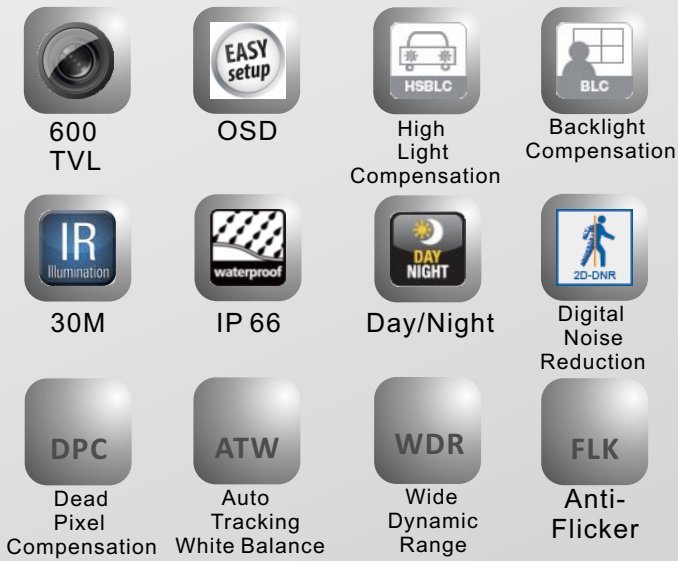 600
TVL
EASY
setup
OSD
HSBLC
High
Light
Compensation
BLC
Backlight
Compensation
IR
Illumination
30M
waterproof
IP 66
DAY
NIGHT
Day/Night
2D-DNR
Digital
Noise
Reduction
DPC
Dead
Pixel
Compensation
ATW
Auto
Tracking
White Balance
WDR
Wide
Dynamic
Range
FLK
Anti-
Flicker